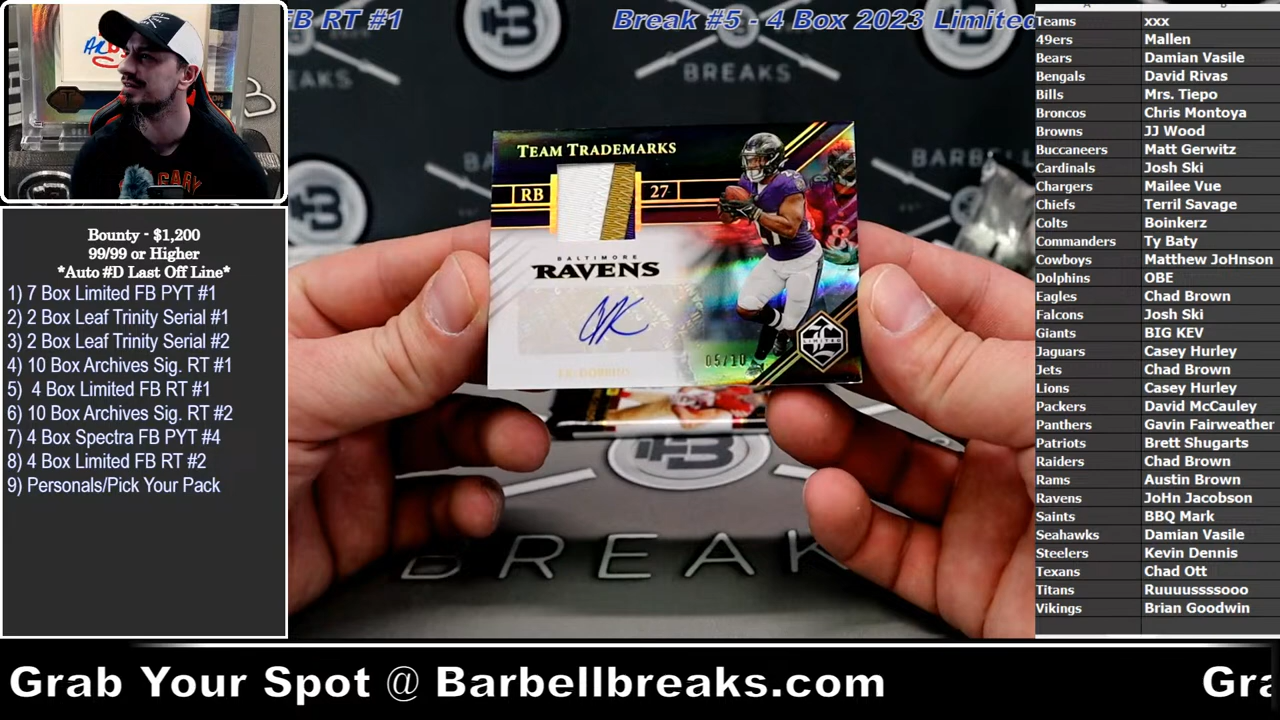 FB RT #1
Break #5 - 4 Box 2023 Limited
BREAKS
BARBELL
TEAM TRADEMARKS
RB
27
BALTIMORE
RAVENS
05/10
J.K. DOBBINS
LIMITED
BREAK
Bounty - $1,200
99/99 or Higher
*Auto #D Last Off Line*
1) 7 Box Limited FB PYT #1
2) 2 Box Leaf Trinity Serial #1
3) 2 Box Leaf Trinity Serial #2
4) 10 Box Archives Sig. RT #1
5) 4 Box Limited FB RT #1
6) 10 Box Archives Sig. RT #2
7) 4 Box Spectra FB PYT #4
8) 4 Box Limited FB RT #2
9) Personals/Pick Your Pack
Teams xxx
49ers Mallen
Bears Damian Vasile
Bengals David Rivas
Bills Mrs. Tiepo
Broncos Chris Montoya
Browns JJ Wood
Buccaneers Matt Gerwitz
Cardinals Josh Ski
Chargers Mailee Vue
Chiefs Terril Savage
Colts Boinkerz
Commanders Ty Baty
Cowboys Matthew JoHnson
Dolphins OBE
Eagles Chad Brown
Falcons Josh Ski
Giants BIG KEV
Jaguars Casey Hurley
Jets Chad Brown
Lions Casey Hurley
Packers David McCauley
Panthers Gavin Fairweather
Patriots Brett Shugarts
Raiders Chad Brown
Rams Austin Brown
Ravens JoHn Jacobson
Saints BBQ Mark
Seahawks Damian Vasile
Steelers Kevin Dennis
Texans Chad Ott
Titans Ruuuussssooo
Vikings Brian Goodwin
Grab Your Spot @ Barbellbreaks.com
Gra